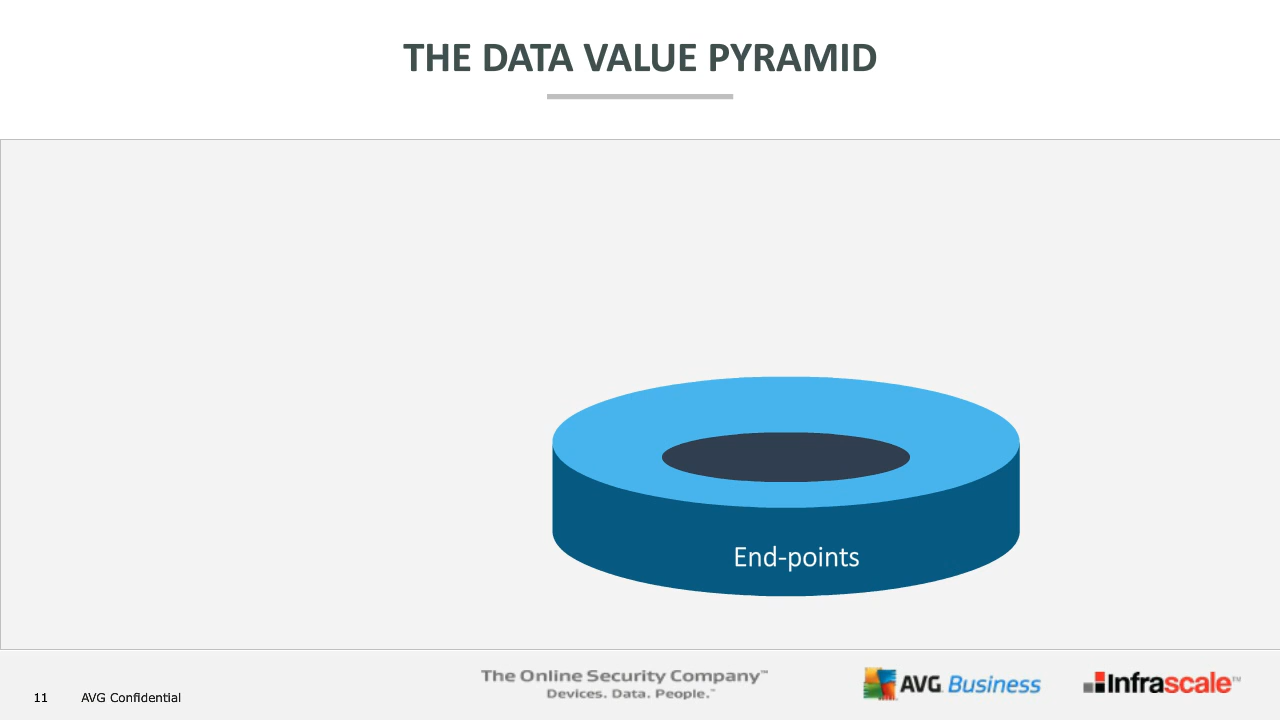 THE DATA VALUE PYRAMID
End-points
The Online Security Company™
Devices. Data. People.™
11 AVG Confidential
AVG Business
Infrascale™